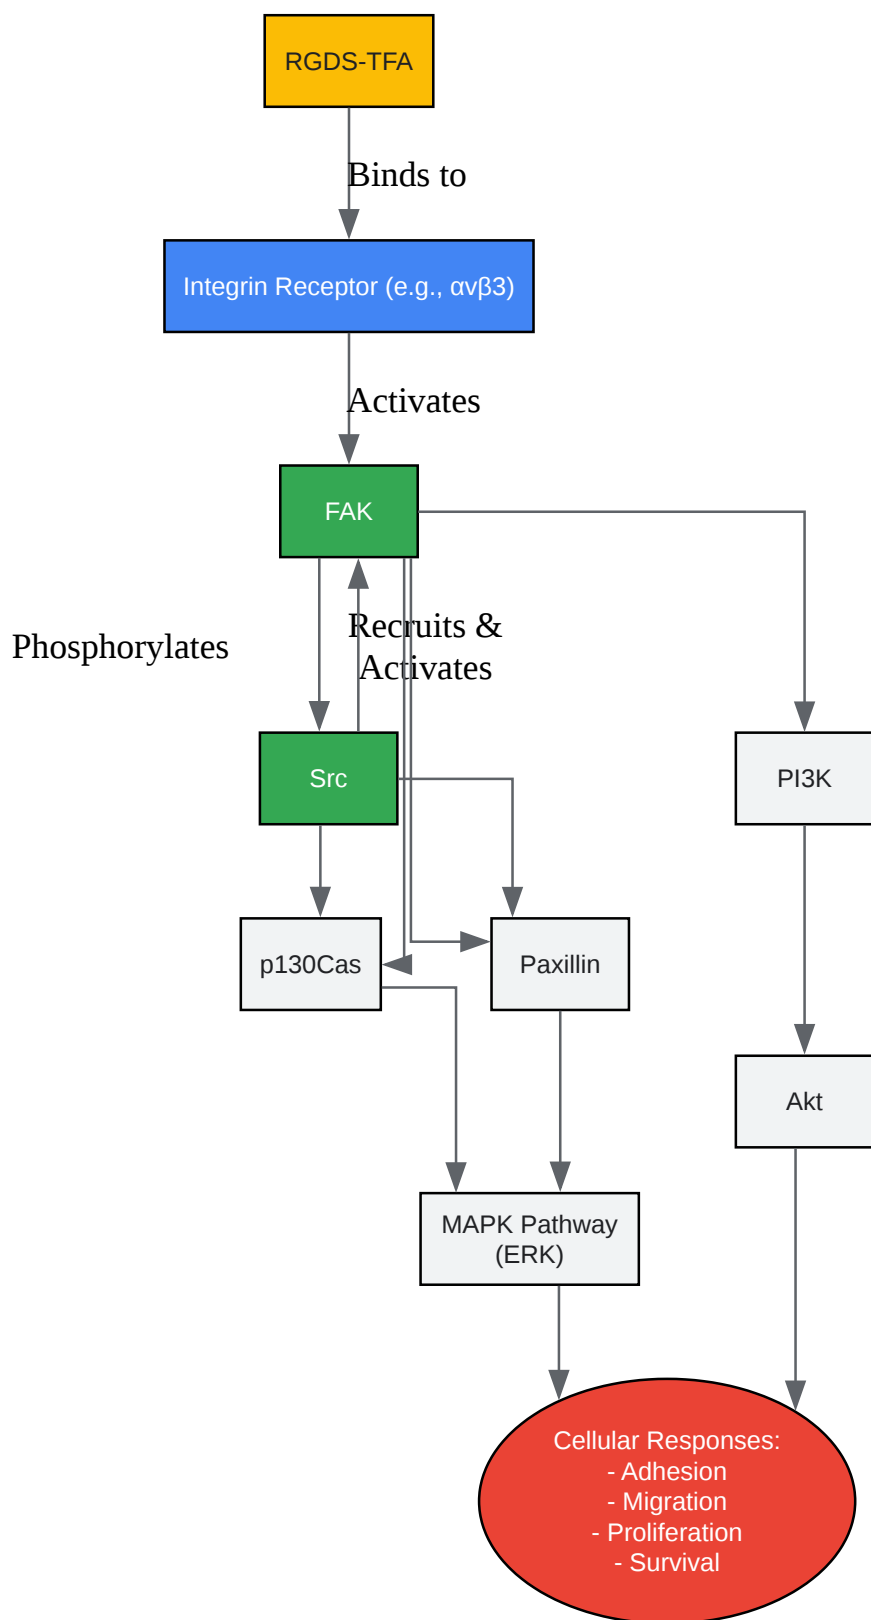 RGDS-TFA
Binds to
Integrin Receptor (e.g., αvβ3)
Activates
FAK
Phosphorylates
Recruits &
Activates
Src
PI3K
p130Cas
Paxillin
Akt
MAPK Pathway
(ERK)
Cellular Responses:
- Adhesion
- Migration
- Proliferation
- Survival